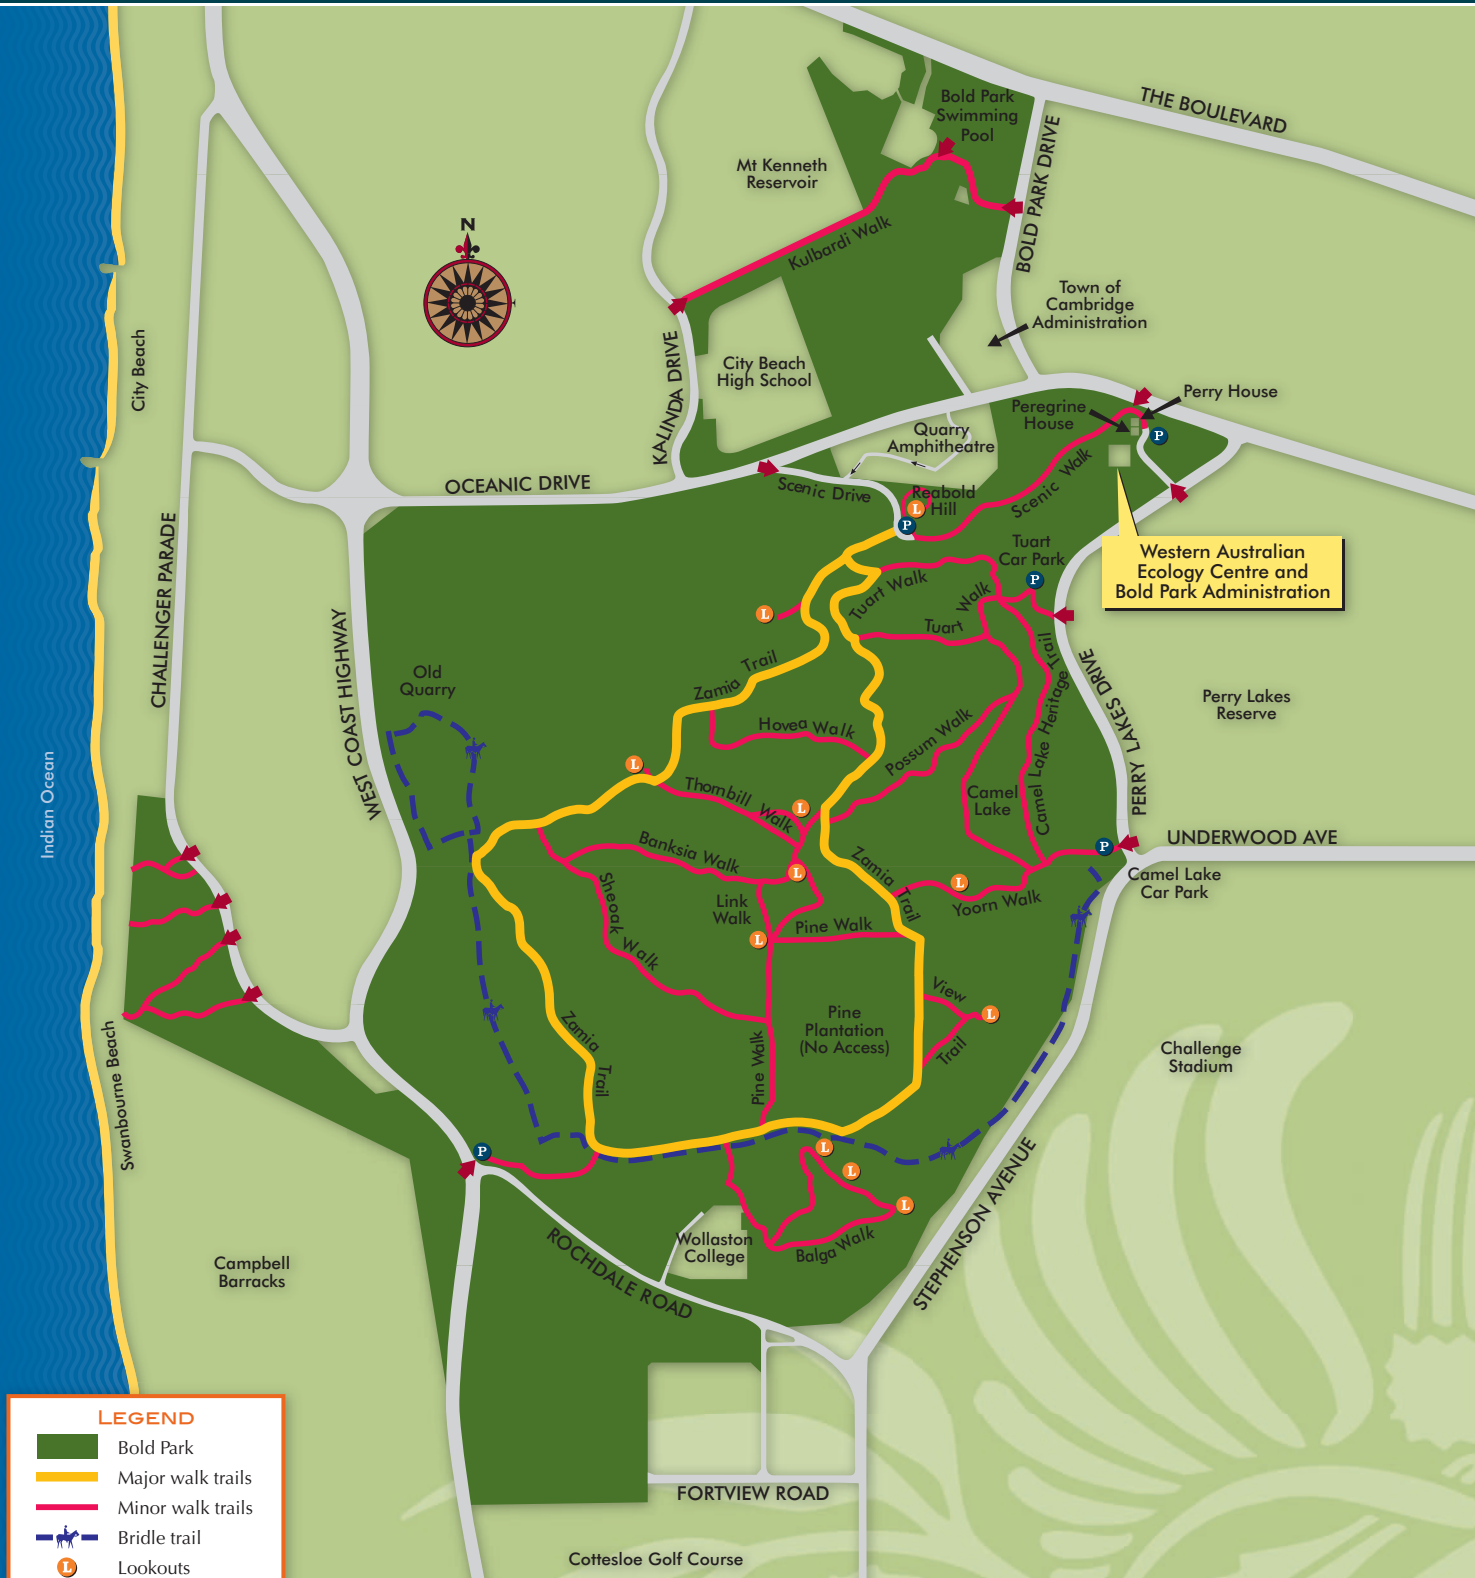 THE BOULEVARD
Bold Park
Swimming
Pool
BOLD PARK DRIVE
Mt Kenneth
Reservoir
Kulbardi Walk
N
Town of
Cambridge
Administration
City Beach
KALINDA DRIVE
City Beach
High School
Perry House
Peregrine
House
P
Quarry
Amphitheatre
OCEANIC DRIVE
Scenic Drive
Scenic Walk
Reabold
Hill
L
P
Tuart
Car Park
P
Western Australian
Ecology Centre and
Bold Park Administration
CHALLENGER PARADE
WEST COAST HIGHWAY
Tuart Walk
Walk
Tuart
L
Camel Lake Heritage Trail
PERRY LAKES DRIVE
Perry Lakes
Reserve
Old
Quarry
Zamia Trail
Hovea Walk
Possum Walk
L
Thornbill Walk
L
Camel
Lake
Indian Ocean
UNDERWOOD AVE
P
Camel Lake
Car Park
Banksia Walk
L
Zamia Trail
L
Yoorn Walk
Sheoak Walk
Link
Walk
Pine Walk
L
View
Trail
L
Pine
Plantation
(No Access)
Zamia
Trail
Pine Walk
Challenge
Stadium
Swanbourne Beach
P
L
L
L
Balga Walk
Wollaston
College
STEPHENSON AVENUE
ROCHDALE ROAD
Campbell
Barracks
FORTVIEW ROAD
Cottesloe Golf Course
LEGEND
Bold Park
Major walk trails
Minor walk trails
Bridle trail
L Lookouts